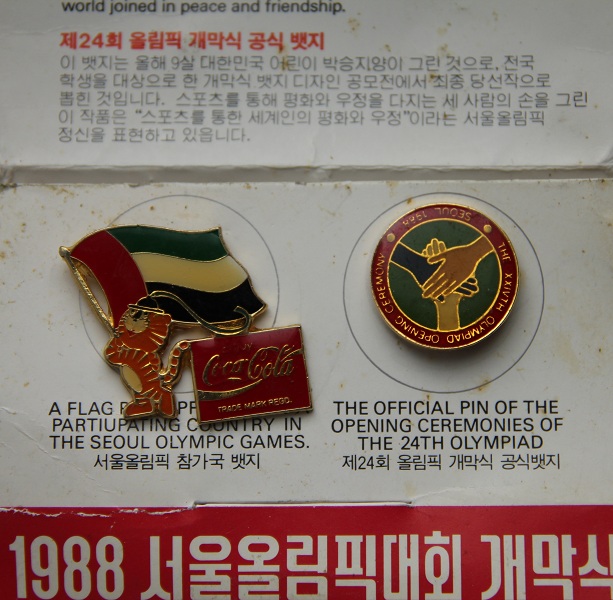 world joined in peace and friendship.
제24회 올림픽 개막식 공식 뱃지
이 뱃지는 올해 9살 대한민국 어린이 박승지양이 그린 것으로, 전국
학생을 대상으로 한 개막식 뱃지 디자인 공모전에서 최종 당선작으로
뽑힌 것입니다. 스포츠를 통해 평화와 우정을 다지는 세 사람의 손을 그린
이 작품은 “스포츠를 통한 세계인의 평화와 우정”이라는 서울올림픽
정신을 표현하고 있읍니다.
SEOUL 1988
THE XXIVTH OLYMPIAD OPENING CEREMONY
Coca-Cola
TRADE MARK REGD.
A FLAG
PARTIUPATING COUNTRY IN
THE SEOUL OLYMPIC GAMES.
서울올림픽 참가국 뱃지
THE OFFICIAL PIN OF THE
OPENING CEREMONIES OF
THE 24TH OLYMPIAD
제24회 올림픽 개막식 공식뱃지
1988 서울올림픽대회 개막식